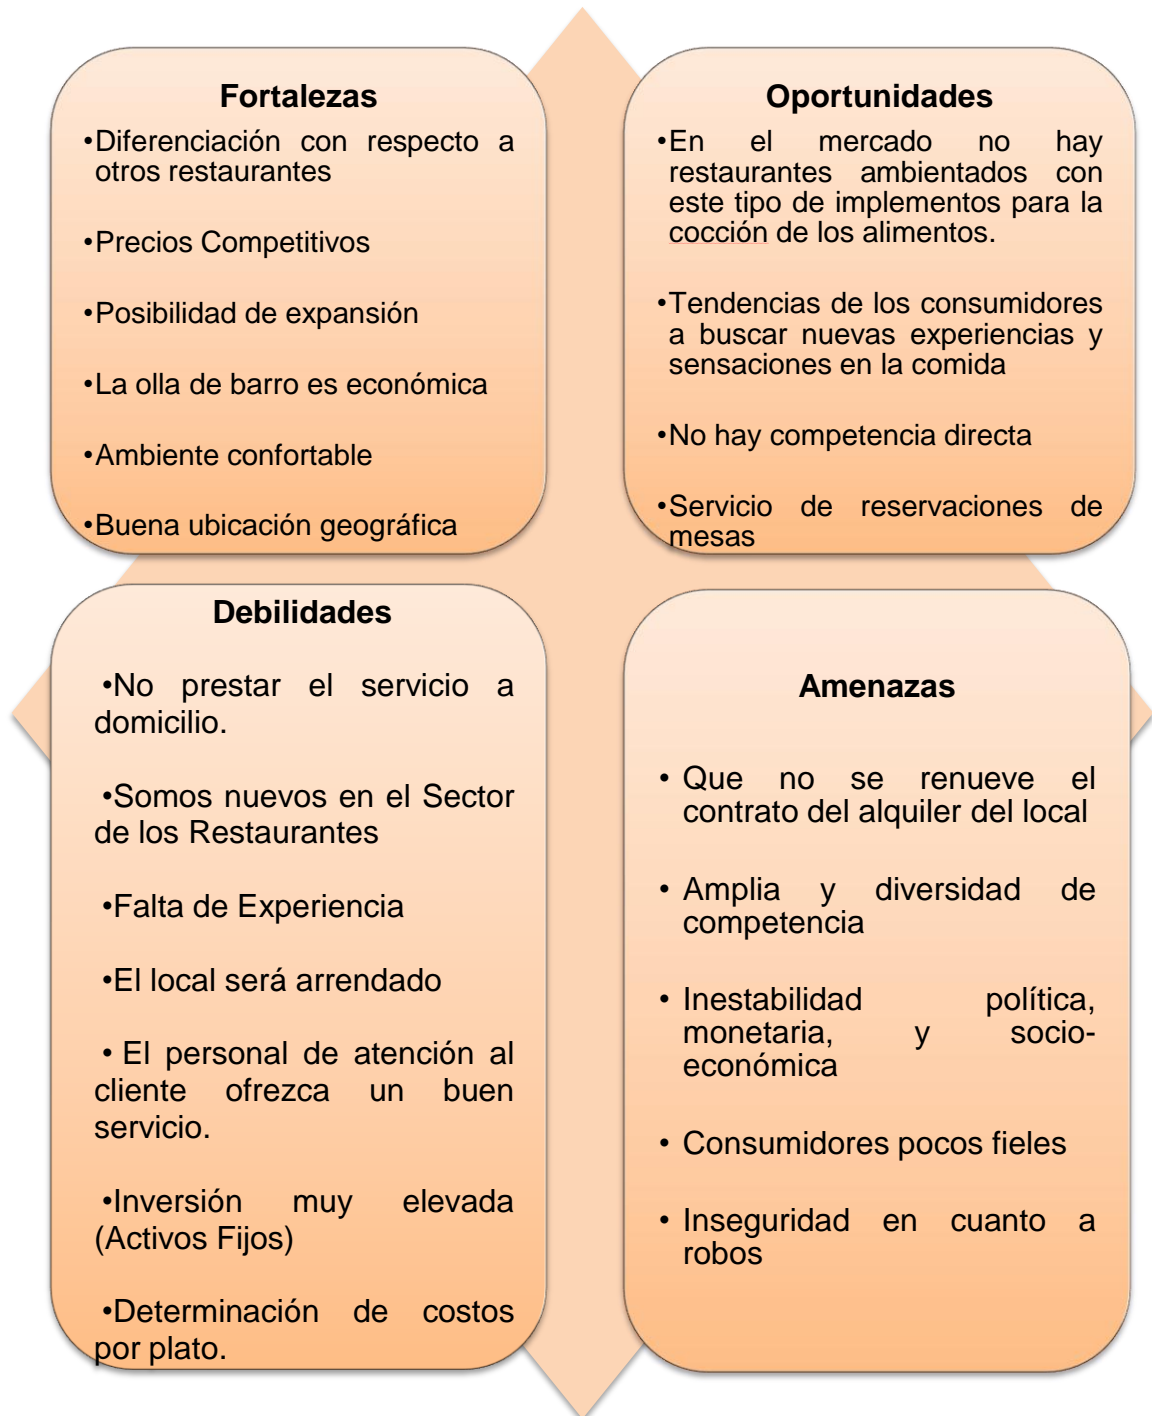 Fortalezas
•Diferenciación con respecto a
otros restaurantes
•Precios Competitivos
•Posibilidad de expansión
•La olla de barro es económica
•Ambiente confortable
•Buena ubicación geográfica
Oportunidades
•En el mercado no hay
restaurantes ambientados con
este tipo de implementos para la
cocción de los alimentos.
•Tendencias de los consumidores
a buscar nuevas experiencias y
sensaciones en la comida
•No hay competencia directa
•Servicio de reservaciones de
mesas
Debilidades
•No prestar el servicio a
domicilio.
•Somos nuevos en el Sector
de los Restaurantes
•Falta de Experiencia
•El local será arrendado
• El personal de atención al
cliente ofrezca un buen
servicio.
•Inversión muy elevada
(Activos Fijos)
•Determinación de costos
por plato.
Amenazas
• Que no se renueve el
contrato del alquiler del local
• Amplia y diversidad de
competencia
• Inestabilidad política,
monetaria, y socio-
económica
• Consumidores pocos fieles
• Inseguridad en cuanto a
robos